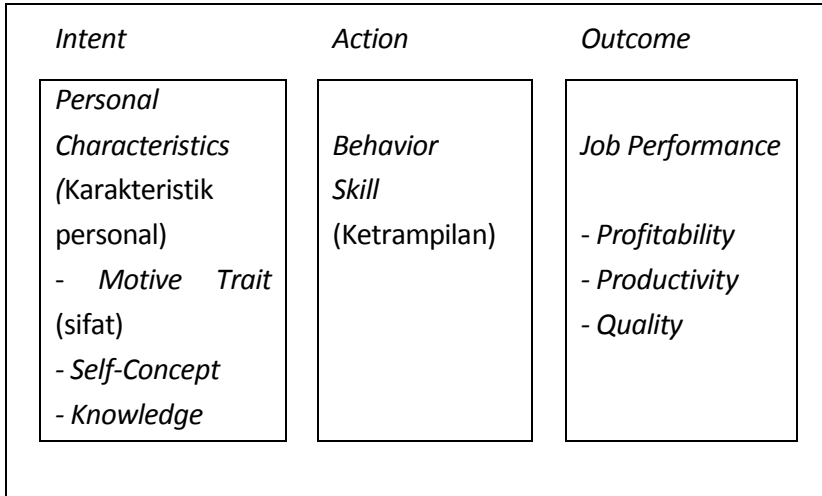 Intent
Action
Outcome
Personal
Characteristics
(Karakteristik
personal)
- Motive Trait
(sifat)
- Self-Concept
- Knowledge
Behavior
Skill
(Ketrampilan)
Job Performance
- Profitability
- Productivity
- Quality